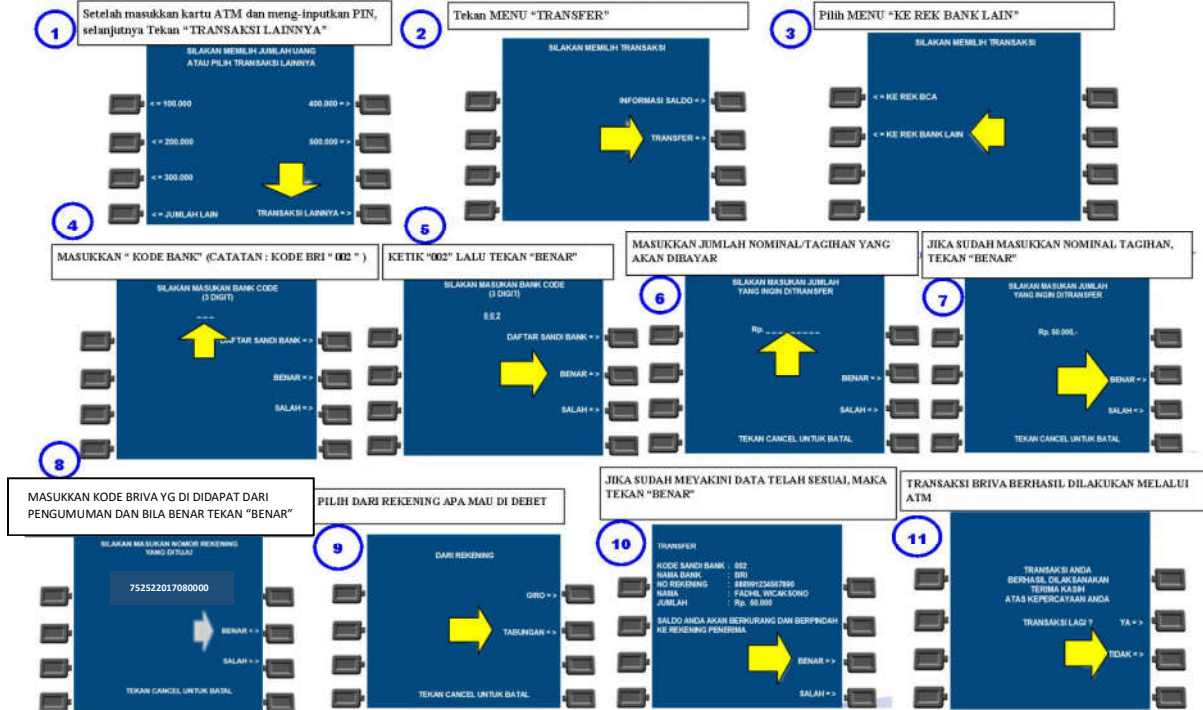 1
Setelah masukkan kartu ATM dan meng-inputkan PIN,
selanjutnya Tekan "TRANSAKSI LAINNYA"
SILAKAN MEMILIH JUMLAH UANG
ATAU PILIH TRANSAKSI LAINNYA
< = 100.000
400.000 = >
< = 200.000
500.000 = >
< = 300.000
< = JUMLAH LAIN
TRANSAKSI LAINNYA = >
2
Tekan MENU "TRANSFER"
SILAKAN MEMILIH TRANSAKSI
INFORMASI SALDO = >
TRANSFER = >
3
Pilih MENU "KE REK BANK LAIN"
SILAKAN MEMILIH TRANSAKSI
< = KE REK BCA
< = KE REK BANK LAIN
4
MASUKKAN " KODE BANK" (CATATAN : KODE BRI " 002 " )
SILAKAN MASUKAN BANK CODE
(3 DIGIT)
_ _ _
DAFTAR SANDI BANK = >
BENAR = >
SALAH = >
5
KETIK "002" LALU TEKAN "BENAR"
SILAKAN MASUKAN BANK CODE
(3 DIGIT)
0 0 2
DAFTAR SANDI BANK = >
BENAR = >
SALAH = >
MASUKKAN JUMLAH NOMINAL/TAGIHAN YANG
AKAN DIBAYAR
6
SILAKAN MASUKAN JUMLAH
YANG INGIN DITRANSFER
Rp. _ _ _ _ _ _ _ _ _
BENAR = >
SALAH = >
TEKAN CANCEL UNTUK BATAL
JIKA SUDAH MASUKKAN NOMINAL TAGIHAN,
TEKAN "BENAR"
7
SILAKAN MASUKAN JUMLAH
YANG INGIN DITRANSFER
Rp. 50.000,-
BENAR = >
SALAH = >
TEKAN CANCEL UNTUK BATAL
8
MASUKKAN KODE BRIVA YG DI DIDAPAT DARI
PENGUMUMAN DAN BILA BENAR TEKAN "BENAR"
SILAKAN MASUKAN NOMOR REKENING
YANG DITUJU
752522017080000
BENAR = >
SALAH = >
TEKAN CANCEL UNTUK BATAL
PILIH DARI REKENING APA MAU DI DEBET
9
DARI REKENING
GIRO = >
TABUNGAN = >
TEKAN CANCEL UNTUK BATAL
JIKA SUDAH MEYAKINI DATA TELAH SESUAI, MAKA
TEKAN "BENAR"
10
TRANSFER
KODE SANDI BANK : 002
NAMA BANK : BRI
NO REKENING : 888991234567890
NAMA : FADHIL WICAKSONO
JUMLAH : Rp. 50.000
SALDO ANDA AKAN BERKURANG DAN BERPINDAH
KE REKENING PENERIMA
BENAR = >
SALAH = >
TRANSAKSI BRIVA BERHASIL DILAKUKAN MELALUI
ATM
11
TRANSAKSI ANDA
BERHASIL DILAKSANAKAN
TERIMA KASIH
ATAS KEPERCAYAAN ANDA
TRANSAKSI LAGI ? YA = >
TIDAK = >